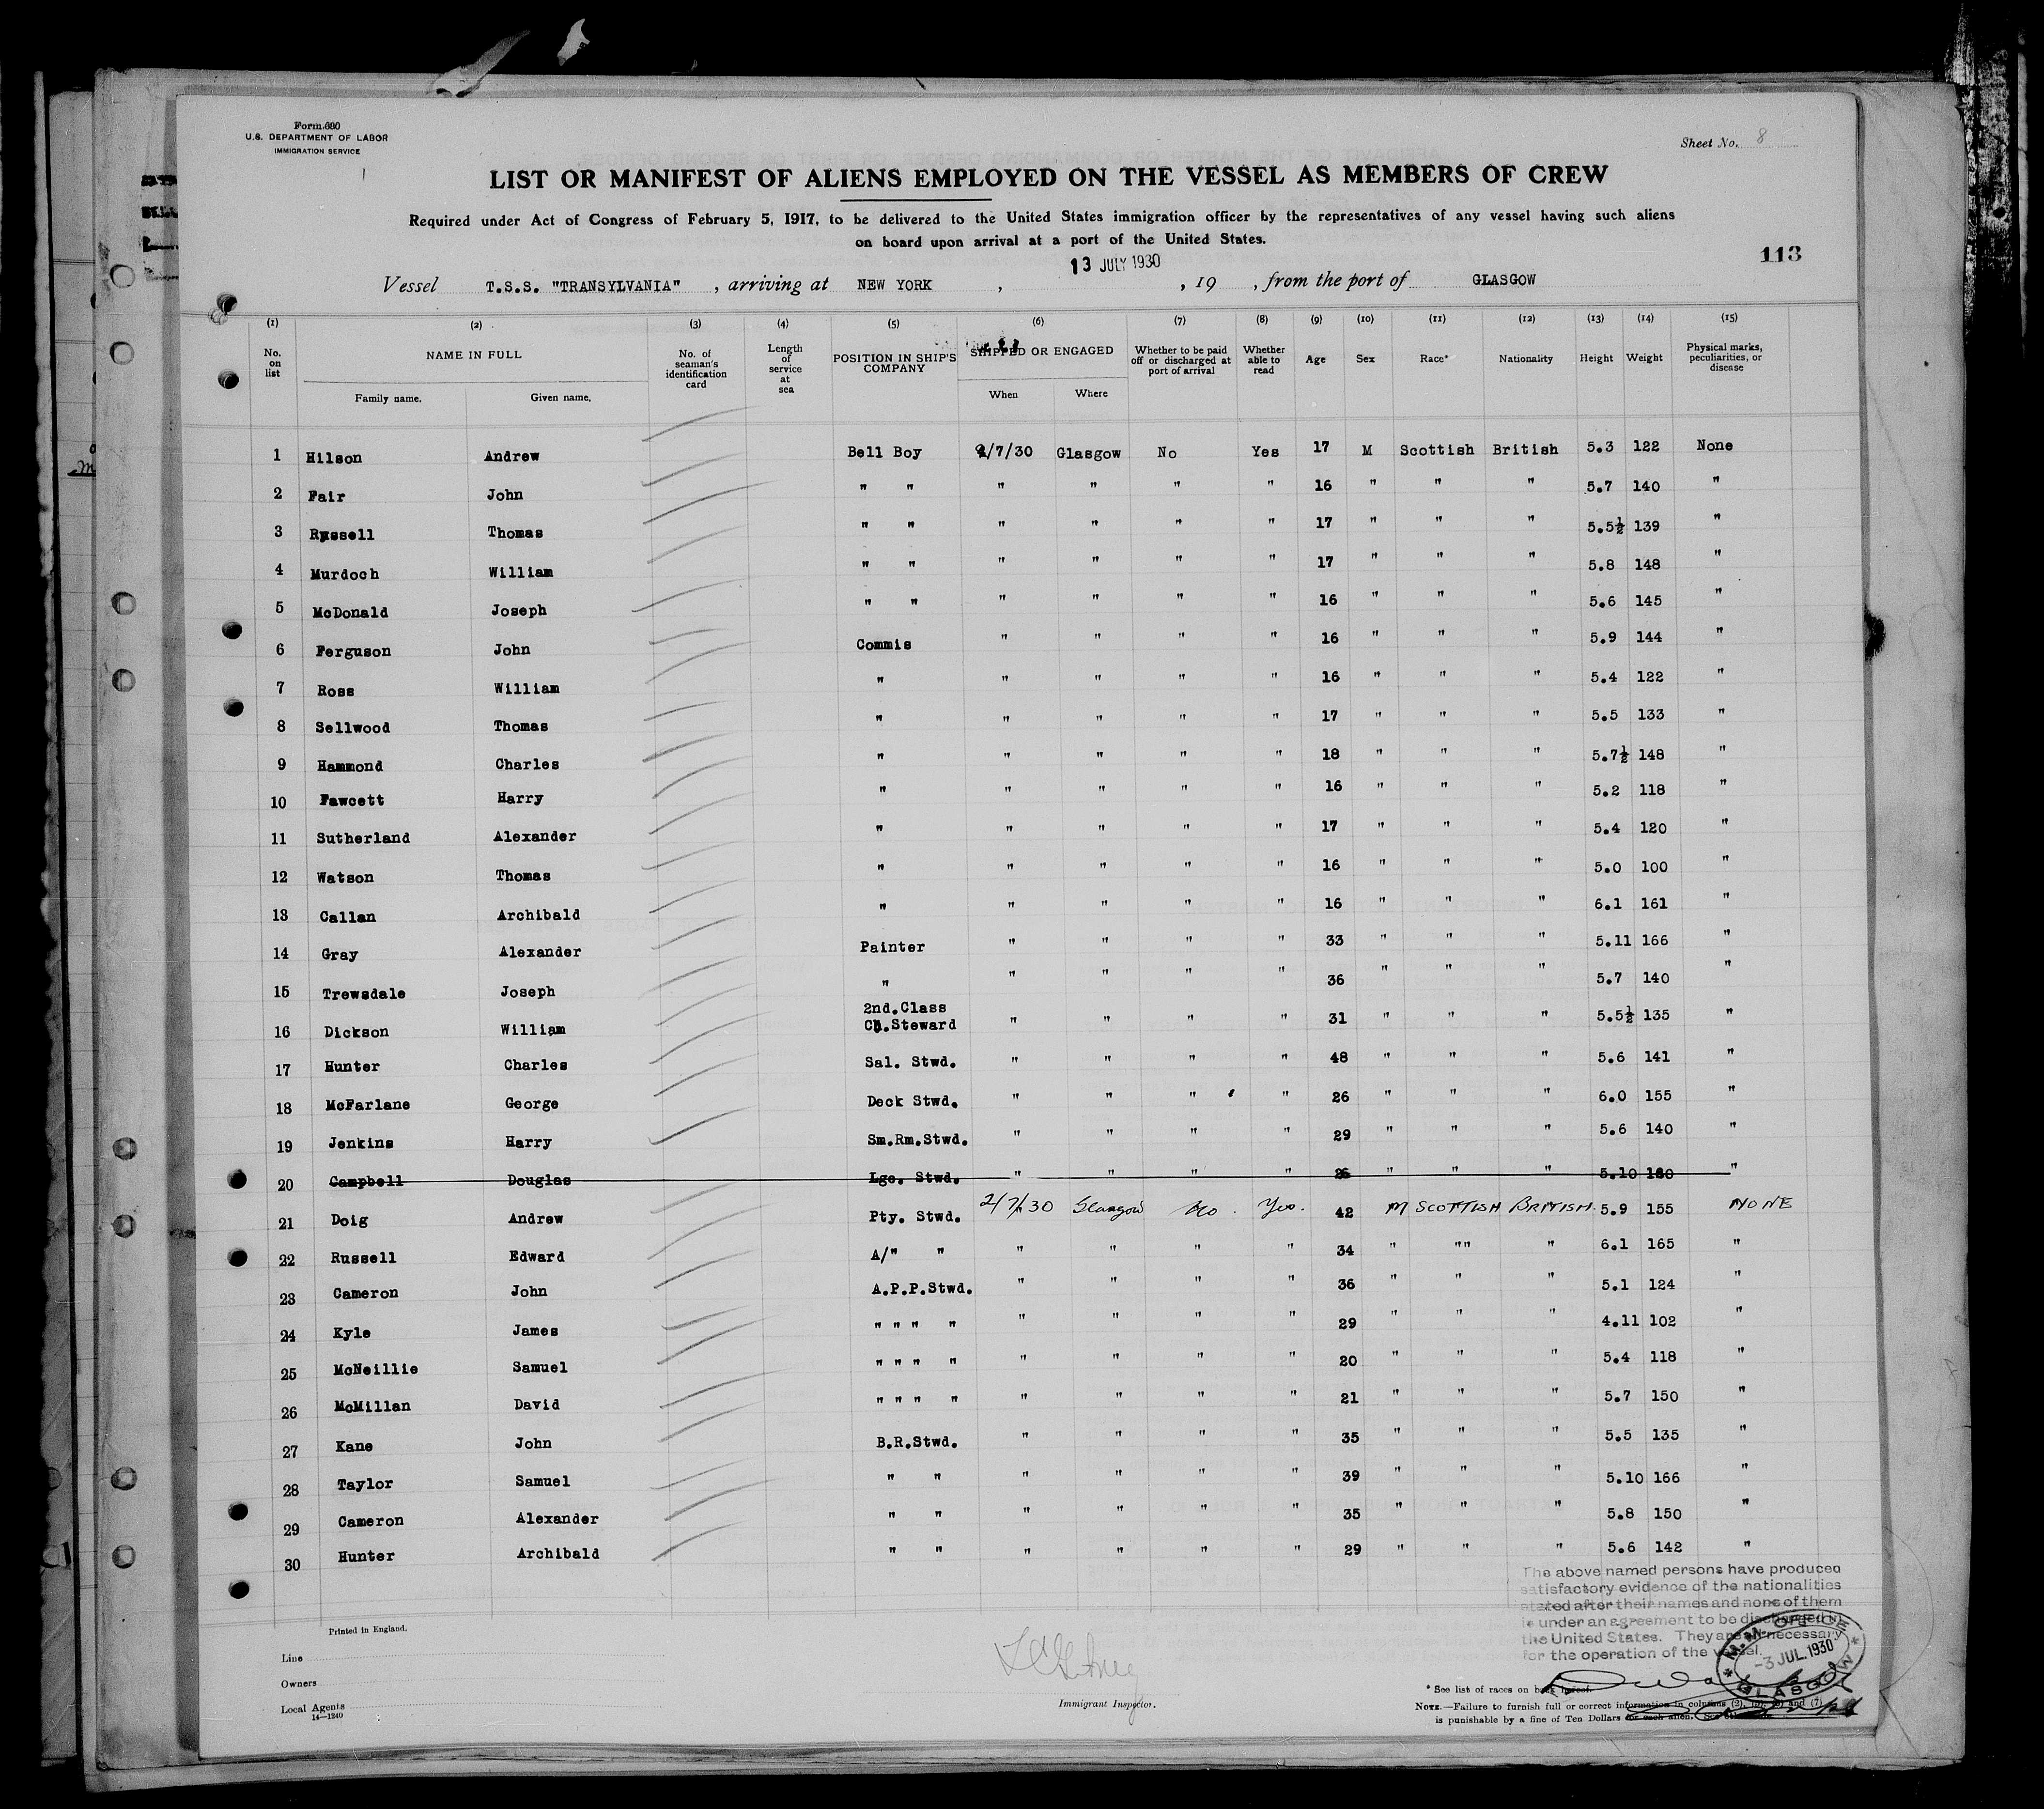 Form 680
U.S. DEPARTMENT OF LABOR
IMMIGRATION SERVICE
Sheet No. 8
LIST OR MANIFEST OF ALIENS EMPLOYED ON THE VESSEL AS MEMBERS OF CREW
Required under Act of Congress of February 5, 1917, to be delivered to the United States immigration officer by the representatives of any vessel having such aliens
on board upon arrival at a port of the United States.
113
13 JULY 1930
Vessel T.S.S. "TRANSYLVANIA" , arriving at NEW YORK , , 19 , from the port of GLASGOW
(1) (2) (3) (4) (5) (6) (7) (8) (9) (10) (11) (12) (13) (14) (15)
No. on list NAME IN FULL Family name. Given name. No. of seaman's identification card Length of service at sea POSITION IN SHIP'S COMPANY SHIPPED OR ENGAGED When Where Whether to be paid off or discharged at port of arrival Whether able to read Age Sex Race* Nationality Height Weight Physical marks, peculiarities, or disease
1 Hilson Andrew Bell Boy 2/7/30 Glasgow No Yes 17 M Scottish British 5.3 122 None
2 Fair John " " " " " " 16 " " " 5.7 140 "
3 Russell Thomas " " " " " " 17 " " " 5.5½ 139 "
4 Murdoch William " " " " " " 17 " " " 5.8 148 "
5 McDonald Joseph " " " " " " 16 " " " 5.6 145 "
6 Ferguson John Commis " " " " 16 " " " 5.9 144 "
7 Ross William " " " " " 16 " " " 5.4 122 "
8 Sellwood Thomas " " " " " 17 " " " 5.5 133 "
9 Hammond Charles " " " " " 18 " " " 5.7½ 148 "
10 Fawcett Harry " " " " " 16 " " " 5.2 118 "
11 Sutherland Alexander " " " " " 17 " " " 5.4 120 "
12 Watson Thomas " " " " " 16 " " " 5.0 100 "
13 Callan Archibald " " " " " 16 " " " 6.1 161 "
14 Gray Alexander Painter " " " " 33 " " " 5.11 166 "
15 Trewsdale Joseph " " " " " 36 " " " 5.7 140 "
16 Dickson William 2nd.Class Ch.Steward " " " " 31 " " " 5.5½ 135 "
17 Hunter Charles Sal. Stwd. " " " " 48 " " " 5.6 141 "
18 McFarlane George Deck Stwd. " " " " 26 " " " 6.0 155 "
19 Jenkins Harry Sm.Rm.Stwd. " " " " 29 " " " 5.6 140 "
20 Campbell Douglas Lge. Stwd. " " " " 26 " " " 5.10 180 "
21 Doig Andrew Pty. Stwd. 2/7/30 Glasgow No. Yes. 42 M SCOTTISH BRITISH. 5.9 155 NONE
22 Russell Edward A/" " " " " " 34 " "" " 6.1 165 "
23 Cameron John A.P.P.Stwd. " " " " 36 " " " 5.1 124 "
24 Kyle James " " " " " " " " 29 " " " 4.11 102 "
25 McNeillie Samuel " " " " " " " " 20 " " " 5.4 118 "
26 McMillan David " " " " " " " " 21 " " " 5.7 150 "
27 Kane John B.R.Stwd. " " " " 35 " " " 5.5 135 "
28 Taylor Samuel " " " " " " 39 " " " 5.10 166 "
29 Cameron Alexander " " " " " " 35 " " " 5.8 150 "
30 Hunter Archibald " " " " " " 29 " " " 5.6 142 "
The above named persons have produced
satisfactory evidence of the nationalities
stated after their names and none of them
is under an agreement to be discharged in
the United States. They are all necessary
for the operation of the vessel.
M.M. OFFICE
-3 JUL.1930
GLASGOW
Printed in England.
Line
Owners
Local Agents
14—1240
Immigrant Inspector.
* See list of races on back hereof.
NOTE.—Failure to furnish full or correct information in columns (2), (5), (6) and (7)
is punishable by a fine of Ten Dollars for each alien. See